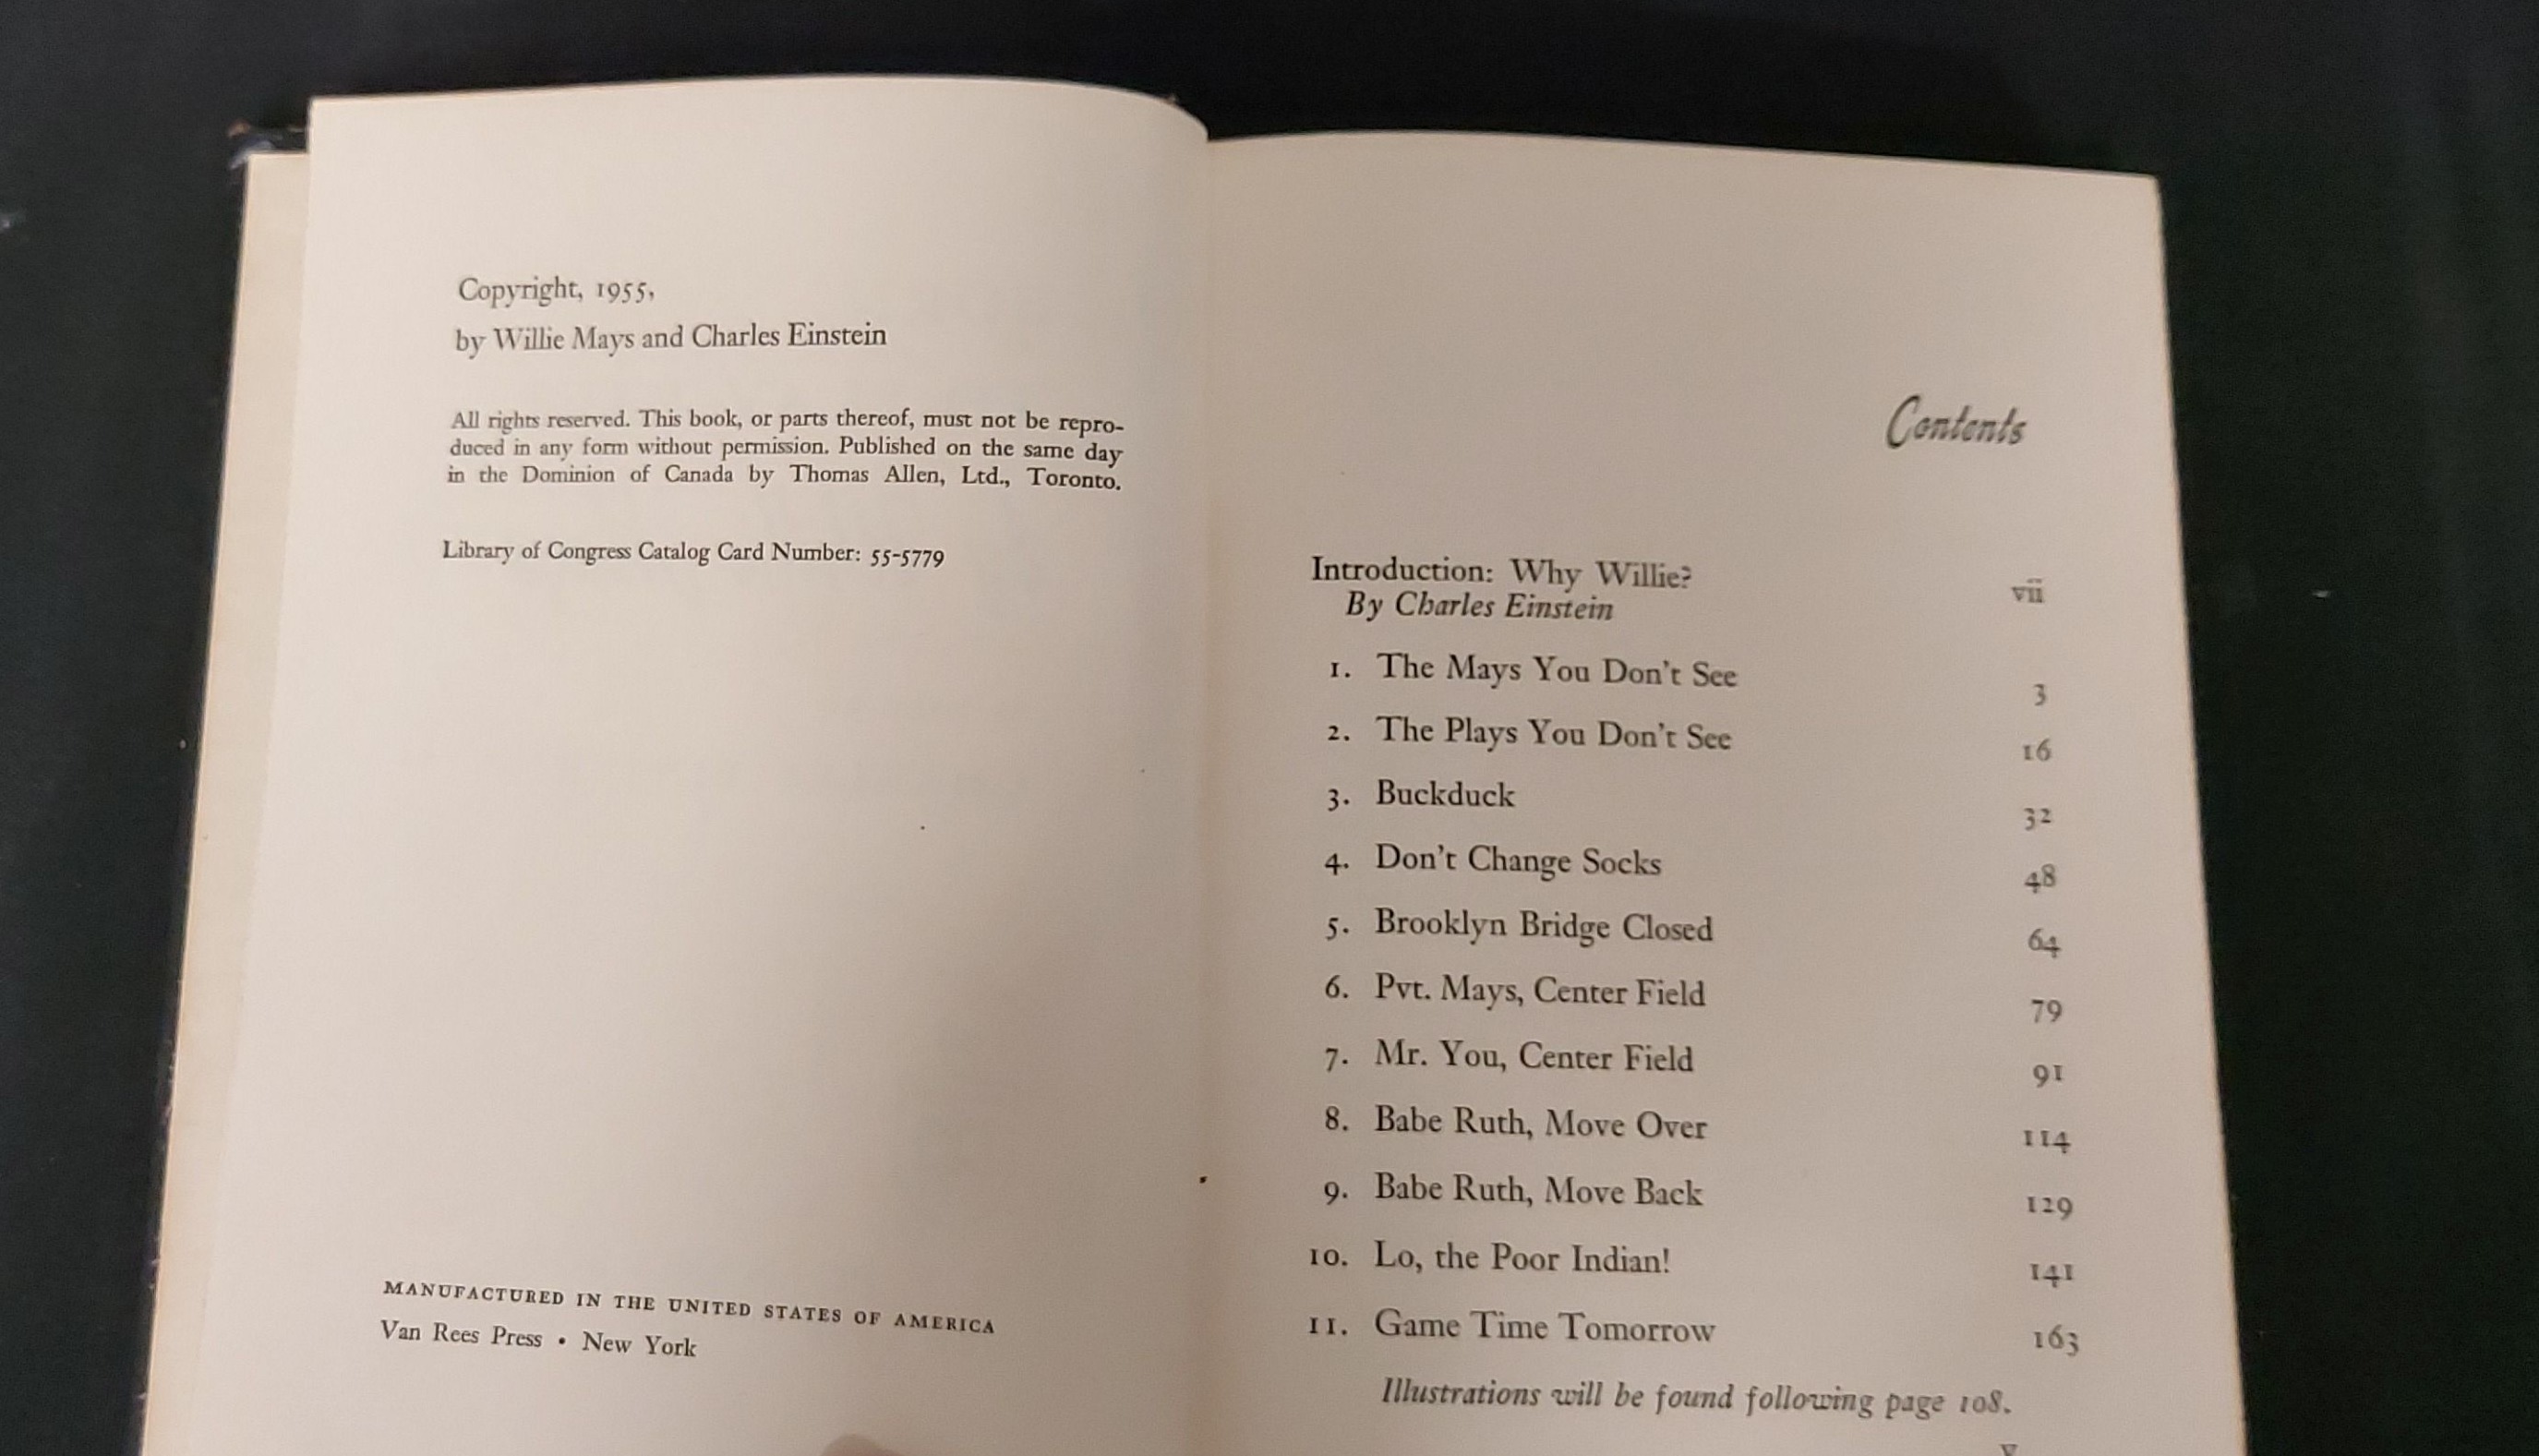 Copyright, 1955,
by Willie Mays and Charles Einstein
All rights reserved. This book, or parts thereof, must not be repro-
duced in any form without permission. Published on the same day
in the Dominion of Canada by Thomas Allen, Ltd., Toronto.
Library of Congress Catalog Card Number: 55-5779
MANUFACTURED IN THE UNITED STATES OF AMERICA
Van Rees Press • New York
Contents
Introduction: Why Willie? vii
By Charles Einstein
1. The Mays You Don't See 3
2. The Plays You Don't See 16
3. Buckduck 32
4. Don't Change Socks 48
5. Brooklyn Bridge Closed 64
6. Pvt. Mays, Center Field 79
7. Mr. You, Center Field 91
8. Babe Ruth, Move Over 114
9. Babe Ruth, Move Back 129
10. Lo, the Poor Indian! 141
11. Game Time Tomorrow 163
Illustrations will be found following page 108.
v